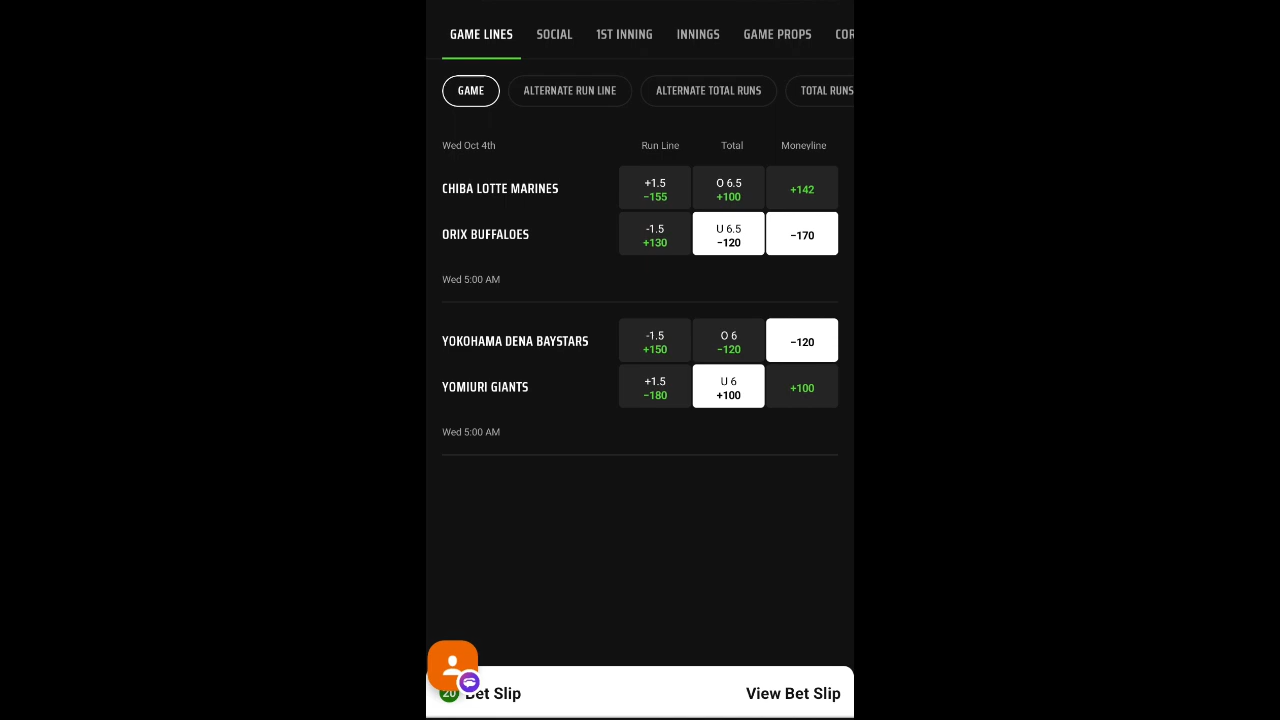 GAME LINES SOCIAL 1ST INNING INNINGS GAME PROPS COR
GAME ALTERNATE RUN LINE ALTERNATE TOTAL RUNS TOTAL RUNS
Wed Oct 4th Run Line Total Moneyline
CHIBA LOTTE MARINES +1.5 −155 O 6.5 +100 +142
ORIX BUFFALOES -1.5 +130 U 6.5 −120 −170
Wed 5:00 AM
YOKOHAMA DENA BAYSTARS -1.5 +150 O 6 −120 −120
YOMIURI GIANTS +1.5 −180 U 6 +100 +100
Wed 5:00 AM
20 Bet Slip View Bet Slip